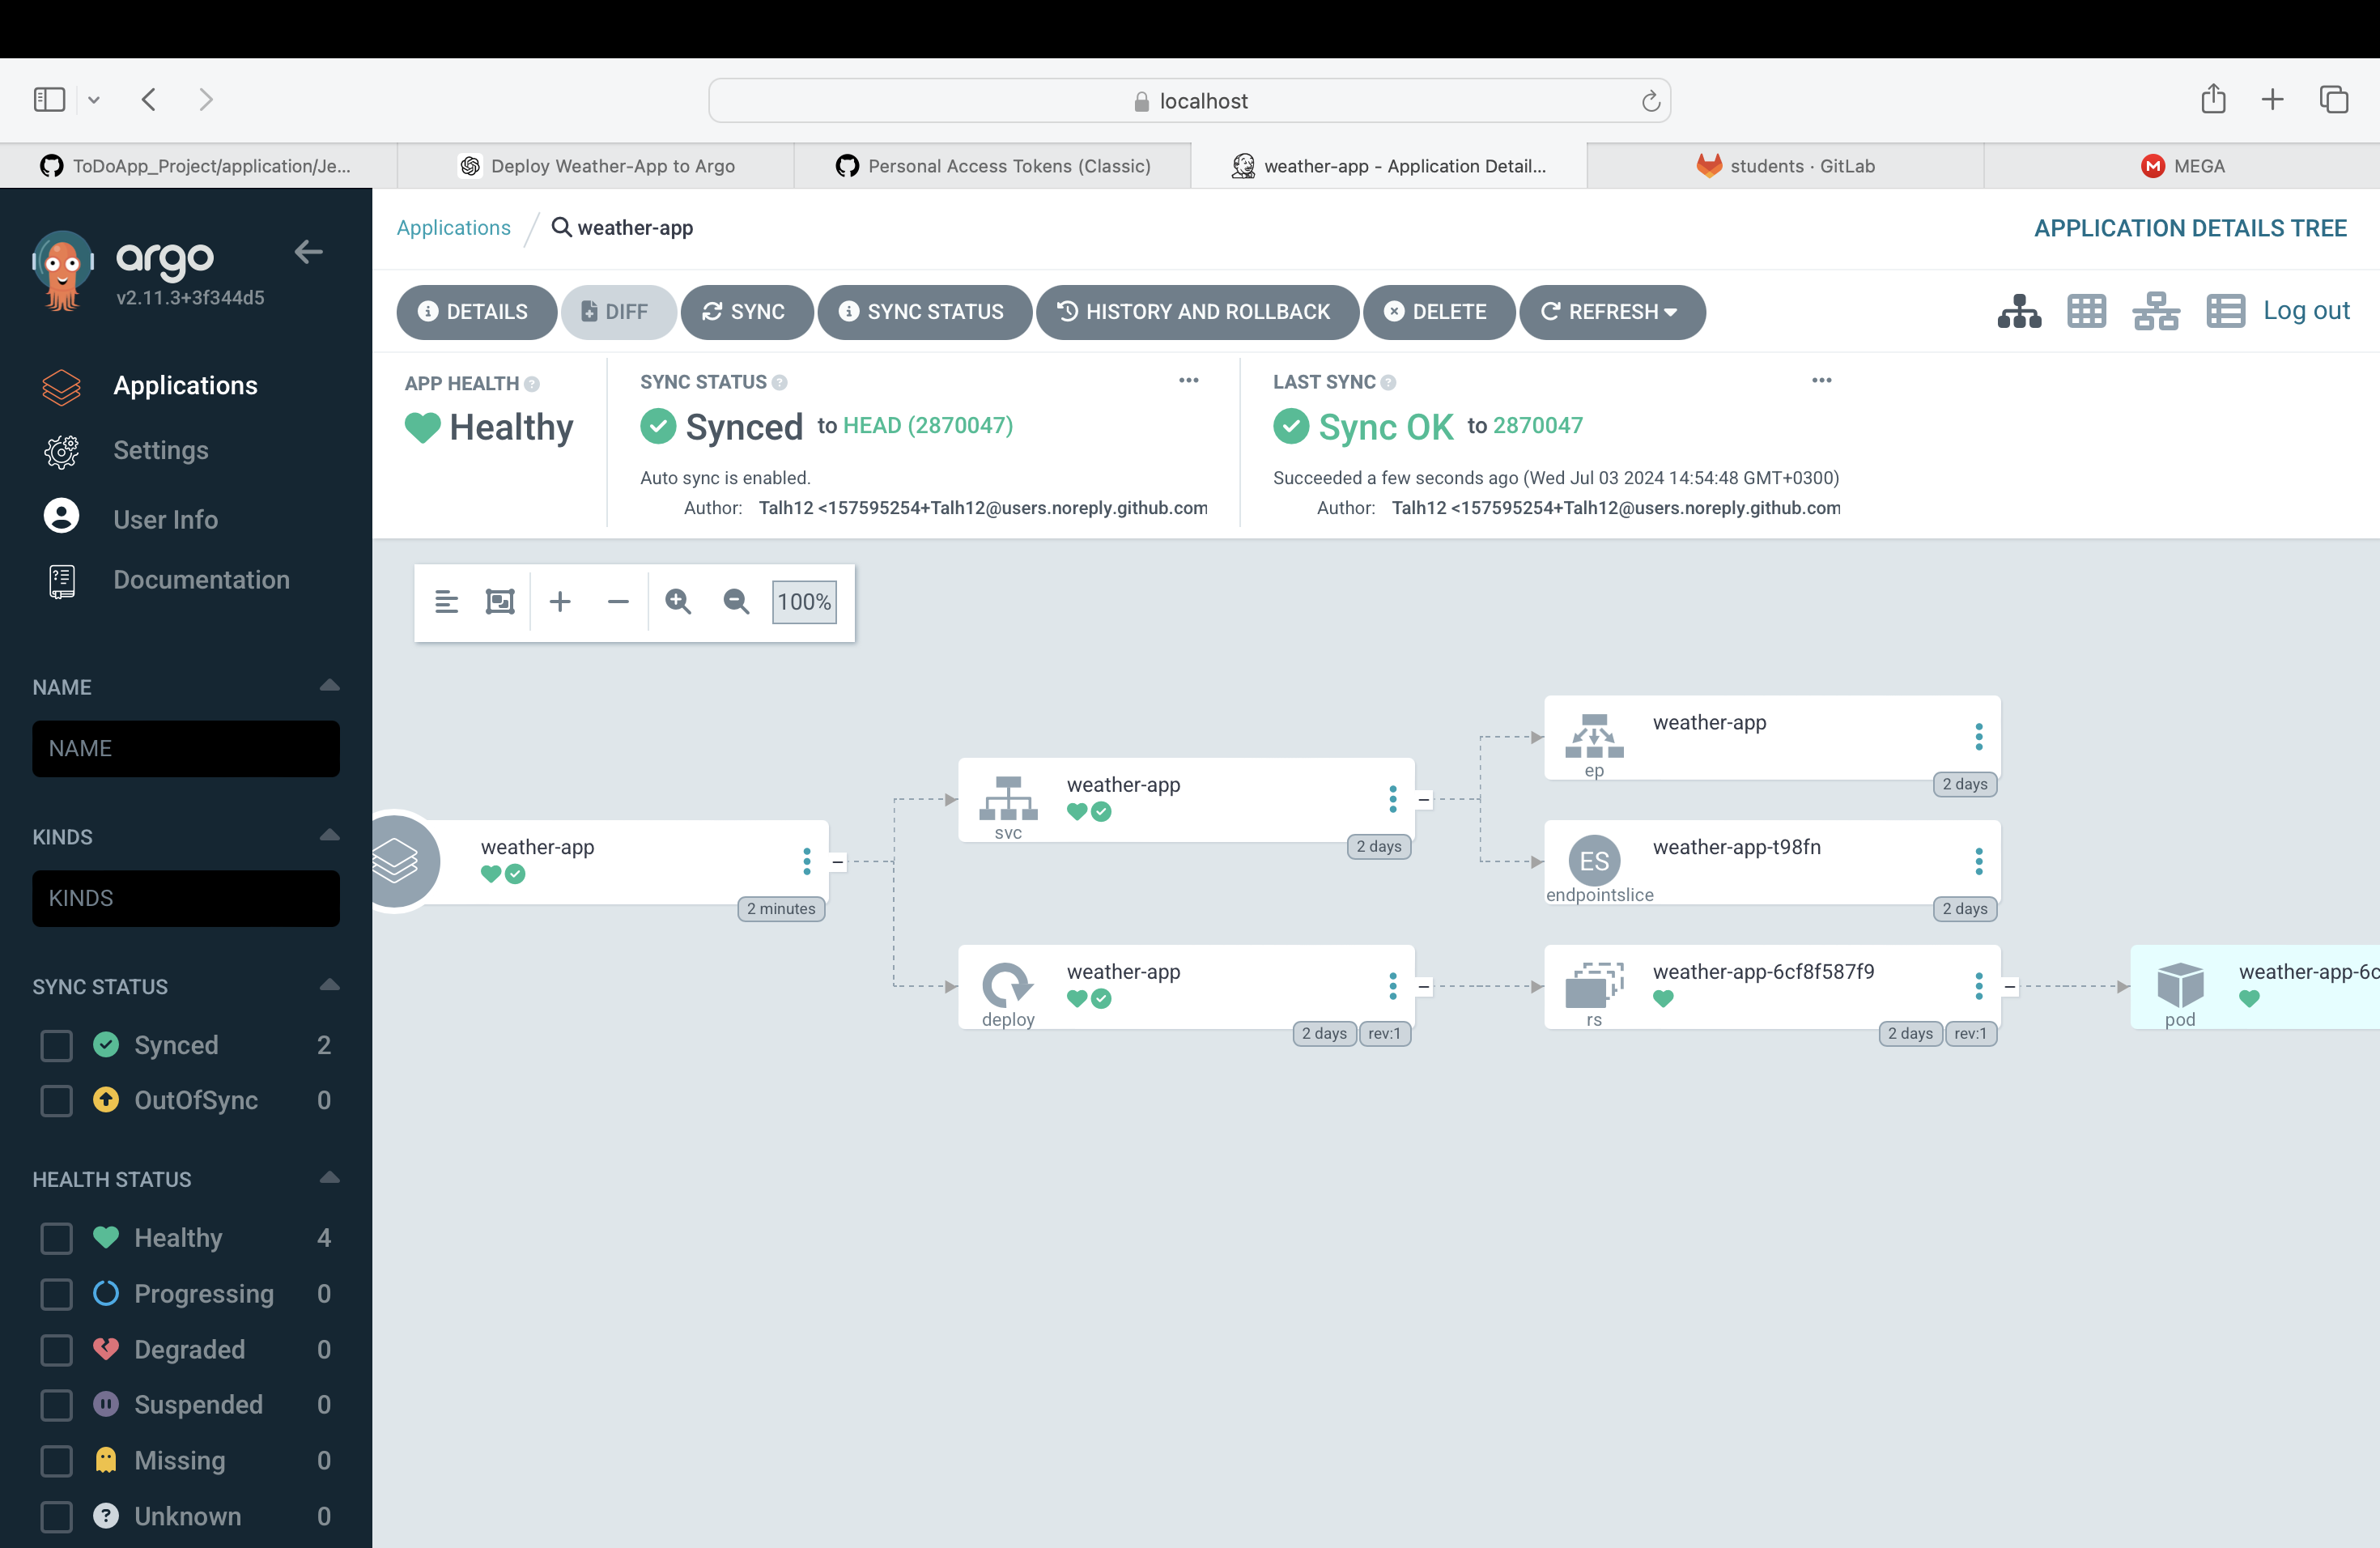 localhost
ToDoApp_Project/application/Je...
Deploy Weather-App to Argo
Personal Access Tokens (Classic)
weather-app - Application Detail...
students · GitLab
M
MEGA
argo
v2.11.3+3f344d5
Applications
Settings
User Info
Documentation
NAME
NAME
KINDS
KINDS
SYNC STATUS
Synced 2
OutOfSync 0
HEALTH STATUS
Healthy 4
Progressing 0
Degraded 0
Suspended 0
Missing 0
Unknown 0
Applications / weather-app
APPLICATION DETAILS TREE
DETAILS
DIFF
SYNC
SYNC STATUS
HISTORY AND ROLLBACK
DELETE
REFRESH
Log out
APP HEALTH
Healthy
SYNC STATUS
Synced to HEAD (2870047)
Auto sync is enabled.
Author: Talh12 <157595254+Talh12@users.noreply.github.com
LAST SYNC
Sync OK to 2870047
Succeeded a few seconds ago (Wed Jul 03 2024 14:54:48 GMT+0300)
Author: Talh12 <157595254+Talh12@users.noreply.github.com
100%
weather-app
2 minutes
weather-app
svc
2 days
weather-app
deploy
2 days
rev:1
weather-app
ep
2 days
ES
weather-app-t98fn
endpointslice
2 days
weather-app-6cf8f587f9
rs
2 days
rev:1
weather-app-6c
pod